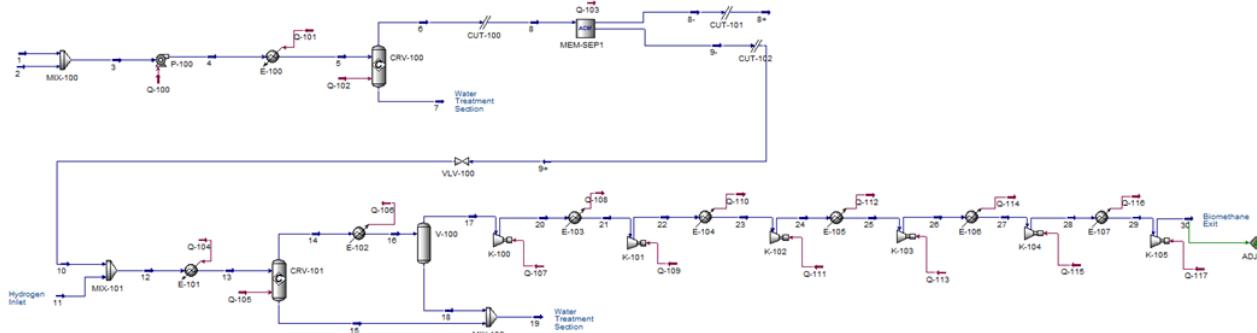 Q-103
8-
8+
CUT-101
Q-101
6
CUT-100
8
MEM-SEP1
9-
CUT-102
1
2
MIX-100
3
P-100
4
E-100
5
CRV-100
Q-100
Q-102
7
Water
Treatment
Section
VLV-100
9+
Q-106
14
E-102
16
V-100
17
K-100
Q-107
20
Q-108
E-103
21
K-101
Q-109
22
Q-110
E-104
23
K-102
Q-111
24
Q-112
E-105
25
K-103
Q-113
26
Q-114
E-106
27
K-104
Q-115
28
Q-116
E-107
29
K-105
Q-117
30
Biomethane
Exit
10
MIX-101
12
Q-104
E-101
13
CRV-101
Q-105
Hydrogen
Inlet
11
15
18
19
Water
Treatment
Section